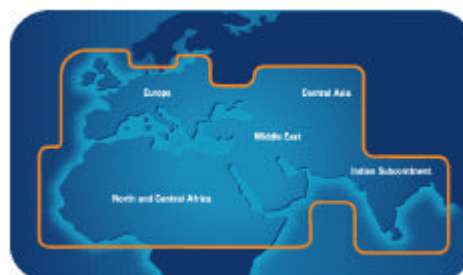 Europe
Central Asia
Middle East
Indian Subcontinent
North and Central Africa